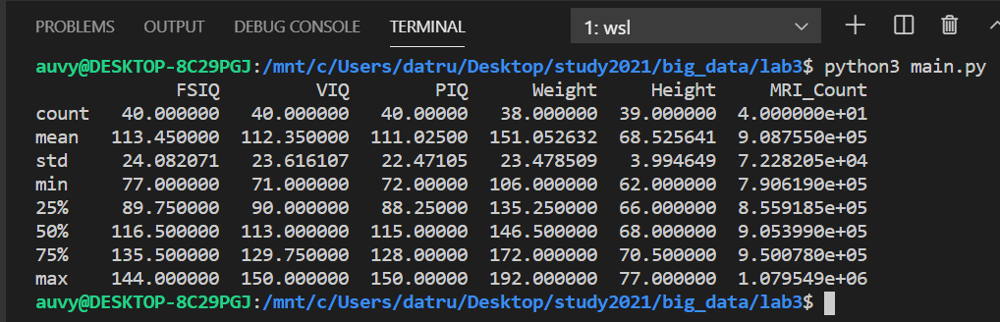 PROBLEMS OUTPUT DEBUG CONSOLE TERMINAL 1: wsl
auvy@DESKTOP-8C29PGJ:/mnt/c/Users/datru/Desktop/study2021/big_data/lab3$ python3 main.py
FSIQ VIQ PIQ Weight Height MRI_Count
count 40.000000 40.000000 40.00000 38.000000 39.000000 4.000000e+01
mean 113.450000 112.350000 111.02500 151.052632 68.525641 9.087550e+05
std 24.082071 23.616107 22.47105 23.478509 3.994649 7.228205e+04
min 77.000000 71.000000 72.00000 106.000000 62.000000 7.906190e+05
25% 89.750000 90.000000 88.25000 135.250000 66.000000 8.559185e+05
50% 116.500000 113.000000 115.00000 146.500000 68.000000 9.053990e+05
75% 135.500000 129.750000 128.00000 172.000000 70.500000 9.500780e+05
max 144.000000 150.000000 150.00000 192.000000 77.000000 1.079549e+06
auvy@DESKTOP-8C29PGJ:/mnt/c/Users/datru/Desktop/study2021/big_data/lab3$